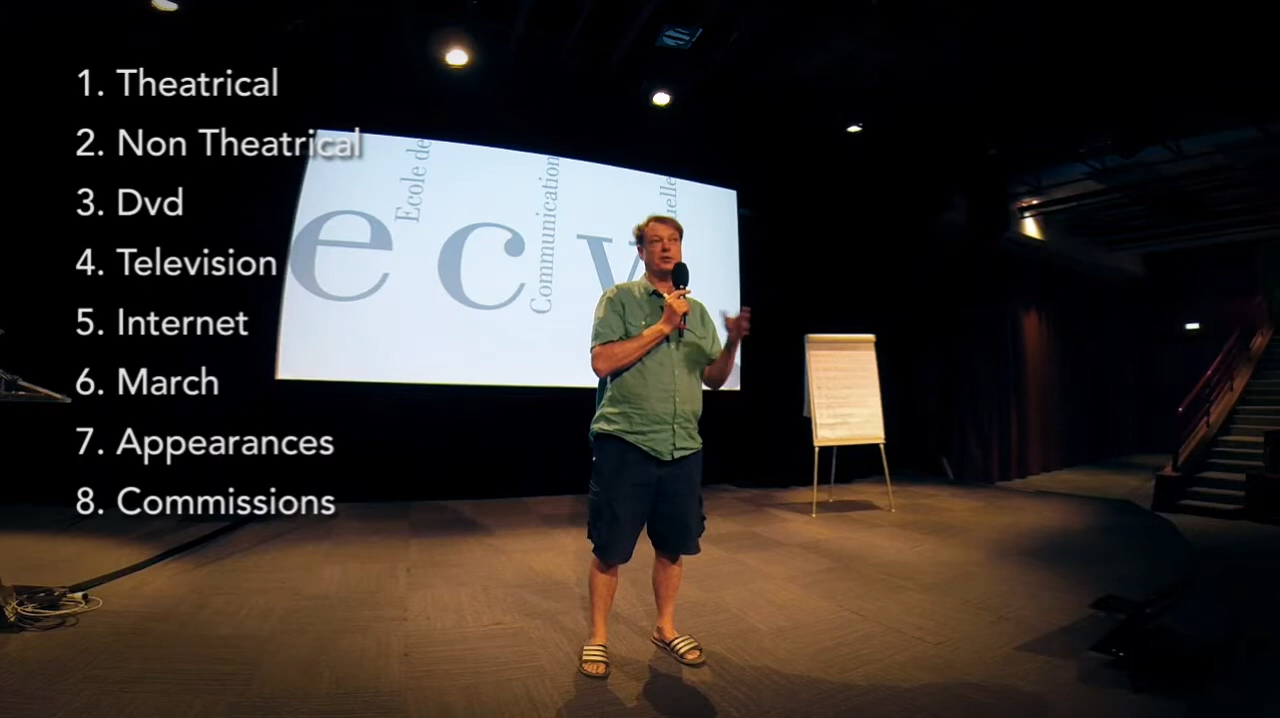 1. Theatrical
2. Non Theatrical
3. Dvd
4. Television
5. Internet
6. March
7. Appearances
8. Commissions
e c v
Ecole de
Communication
uelle